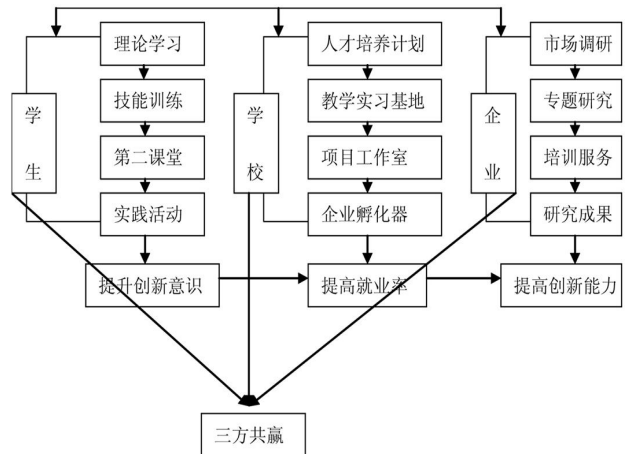 理论学习
人才培养计划
市场调研
学生
技能训练
学校
教学实习基地
企业
专题研究
第二课堂
项目工作室
培训服务
实践活动
企业孵化器
研究成果
提升创新意识
提高就业率
提高创新能力
三方共赢